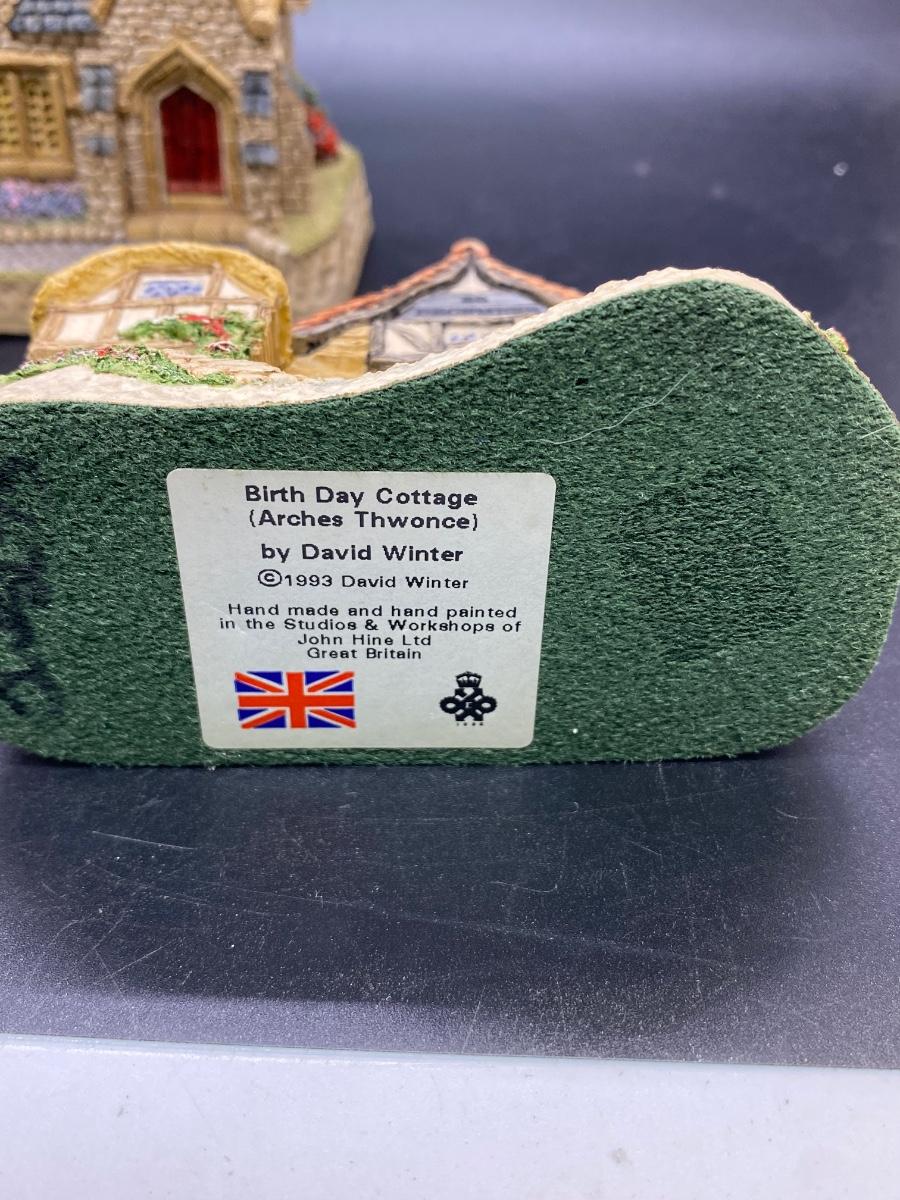 Birth Day Cottage
(Arches Thwonce)
by David Winter
©1993 David Winter
Hand made and hand painted
in the Studios & Workshops of
John Hine Ltd
Great Britain